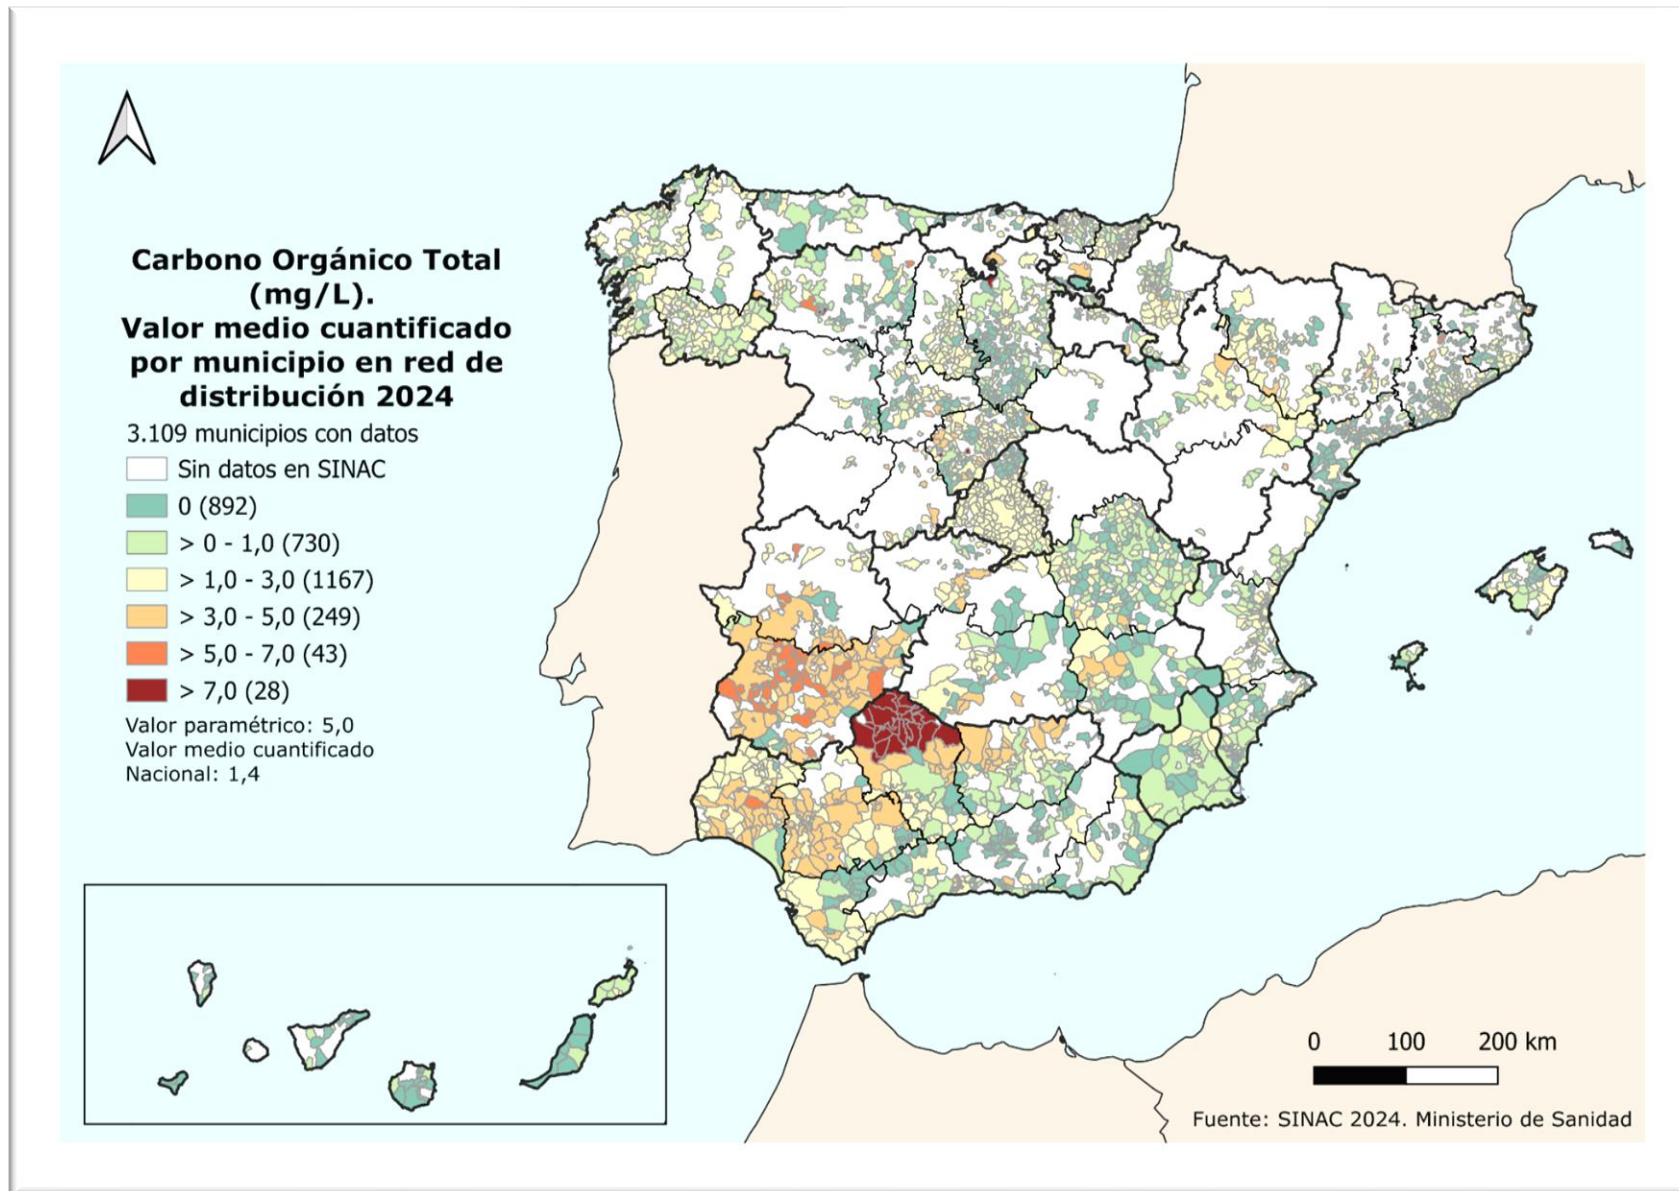 Carbono Orgánico Total
(mg/L).
Valor medio cuantificado
por municipio en red de
distribución 2024
3.109 municipios con datos
Sin datos en SINAC
0 (892)
> 0 - 1,0 (730)
> 1,0 - 3,0 (1167)
> 3,0 - 5,0 (249)
> 5,0 - 7,0 (43)
> 7,0 (28)
Valor paramétrico: 5,0
Valor medio cuantificado
Nacional: 1,4
0 100 200 km
Fuente: SINAC 2024. Ministerio de Sanidad